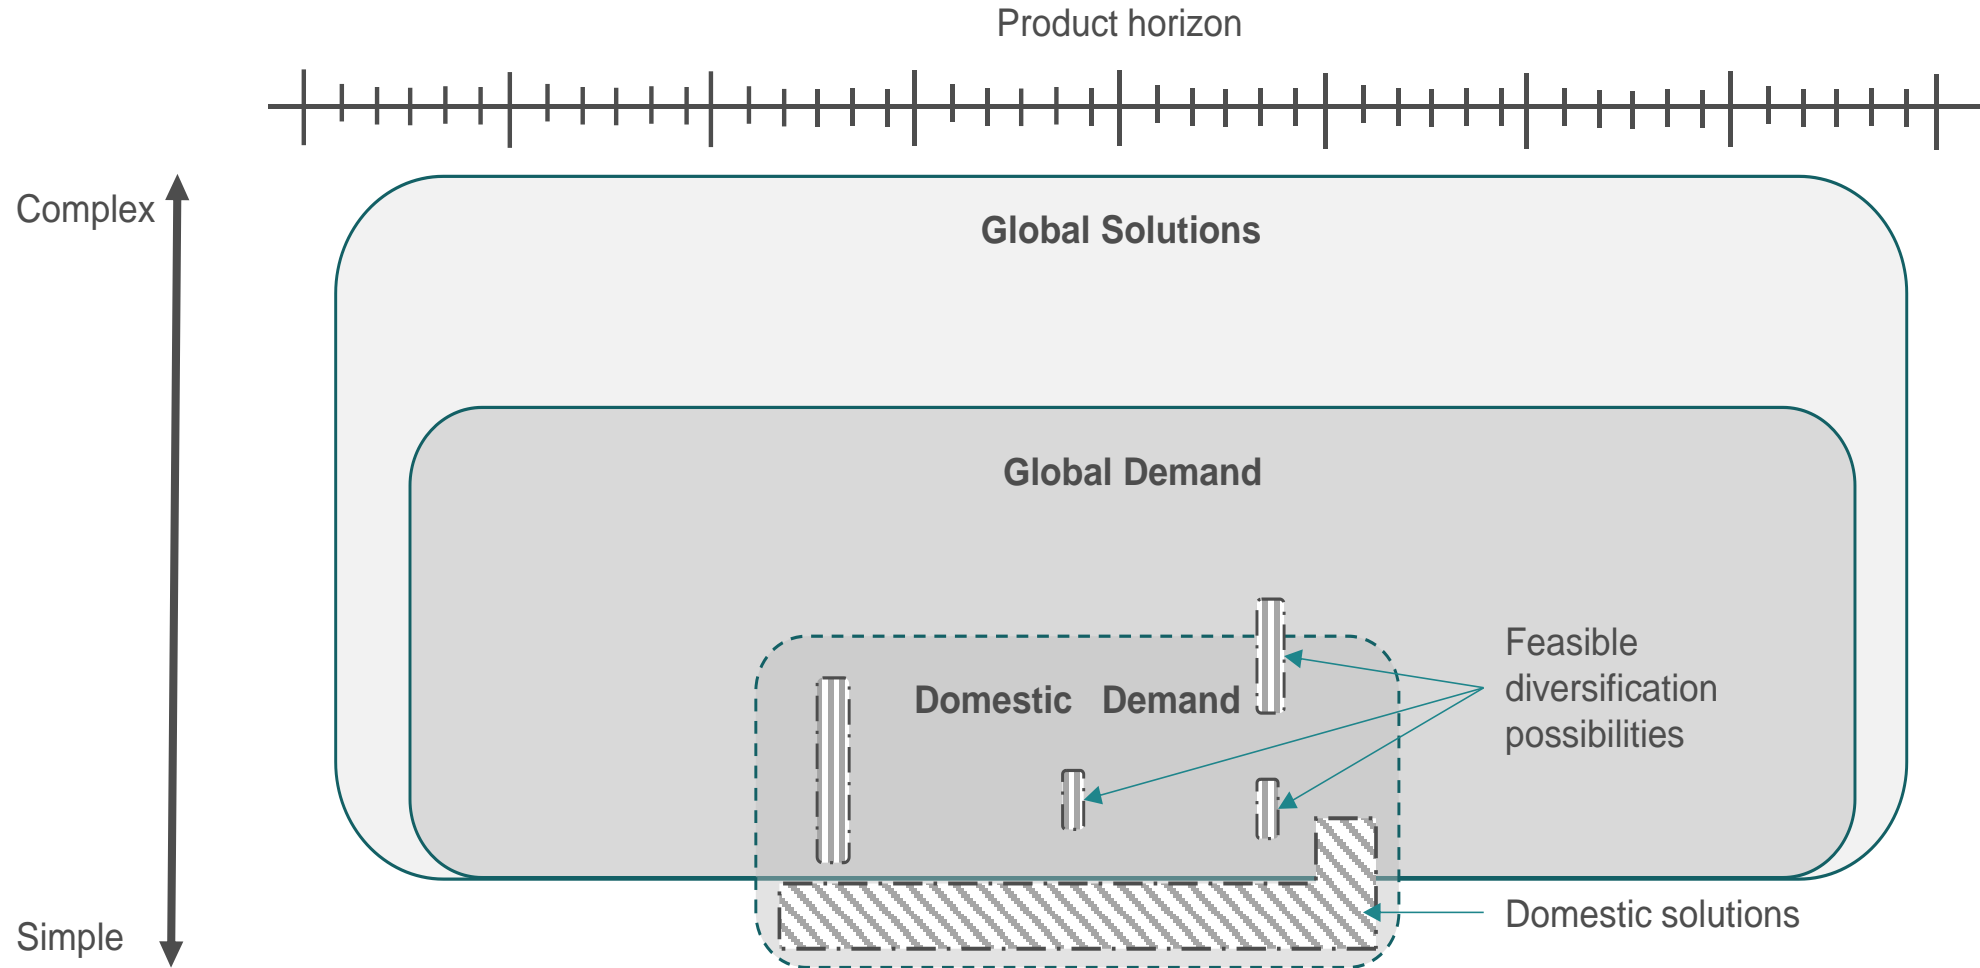 Product horizon
Complex
Global Solutions
Global Demand
Feasible
diversification
possibilities
Domestic Demand
Domestic solutions
Simple